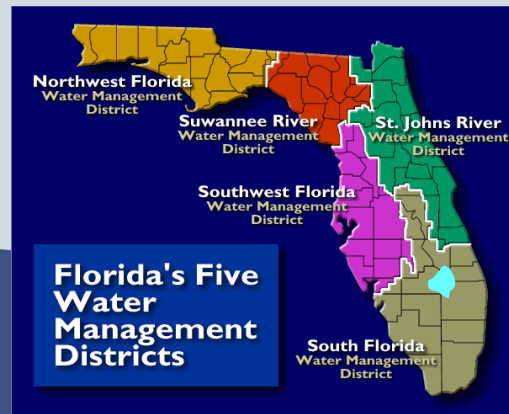 Northwest Florida
Water Management
District
Suwannee River
Water Management
District
St. Johns River
Water Management
District
Southwest Florida
Water Management
District
Florida's Five
Water
Management
Districts
South Florida
Water Management
District